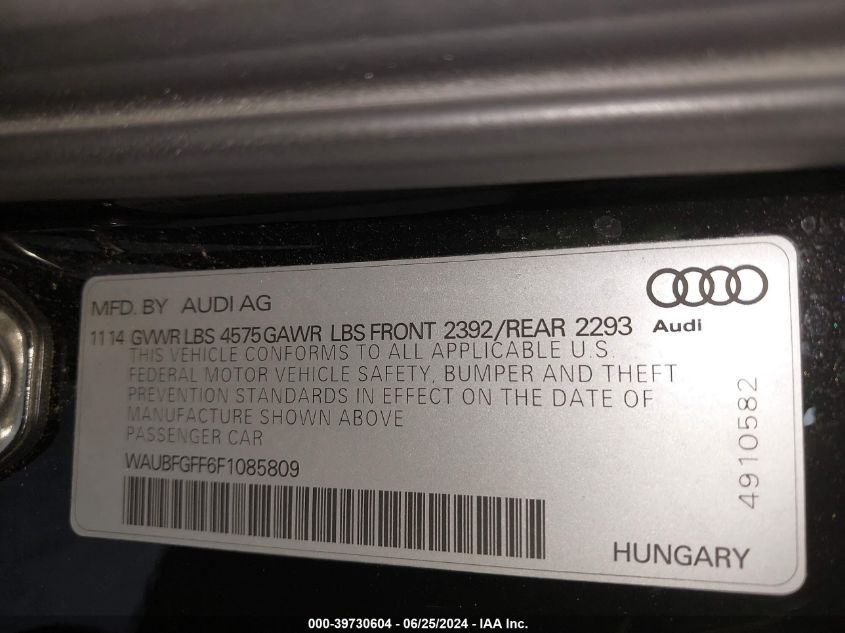 MFD. BY AUDI AG
11 14 GVWR LBS 4575 GAWR LBS FRONT 2392/REAR 2293
Audi
THIS VEHICLE CONFORMS TO ALL APPLICABLE U.S.
FEDERAL MOTOR VEHICLE SAFETY, BUMPER AND THEFT
PREVENTION STANDARDS IN EFFECT ON THE DATE OF
MANUFACTURE SHOWN ABOVE
PASSENGER CAR
WAUBFGFF6F1085809
4910582
HUNGARY
000-39730604 - 06/25/2024 - IAA Inc.